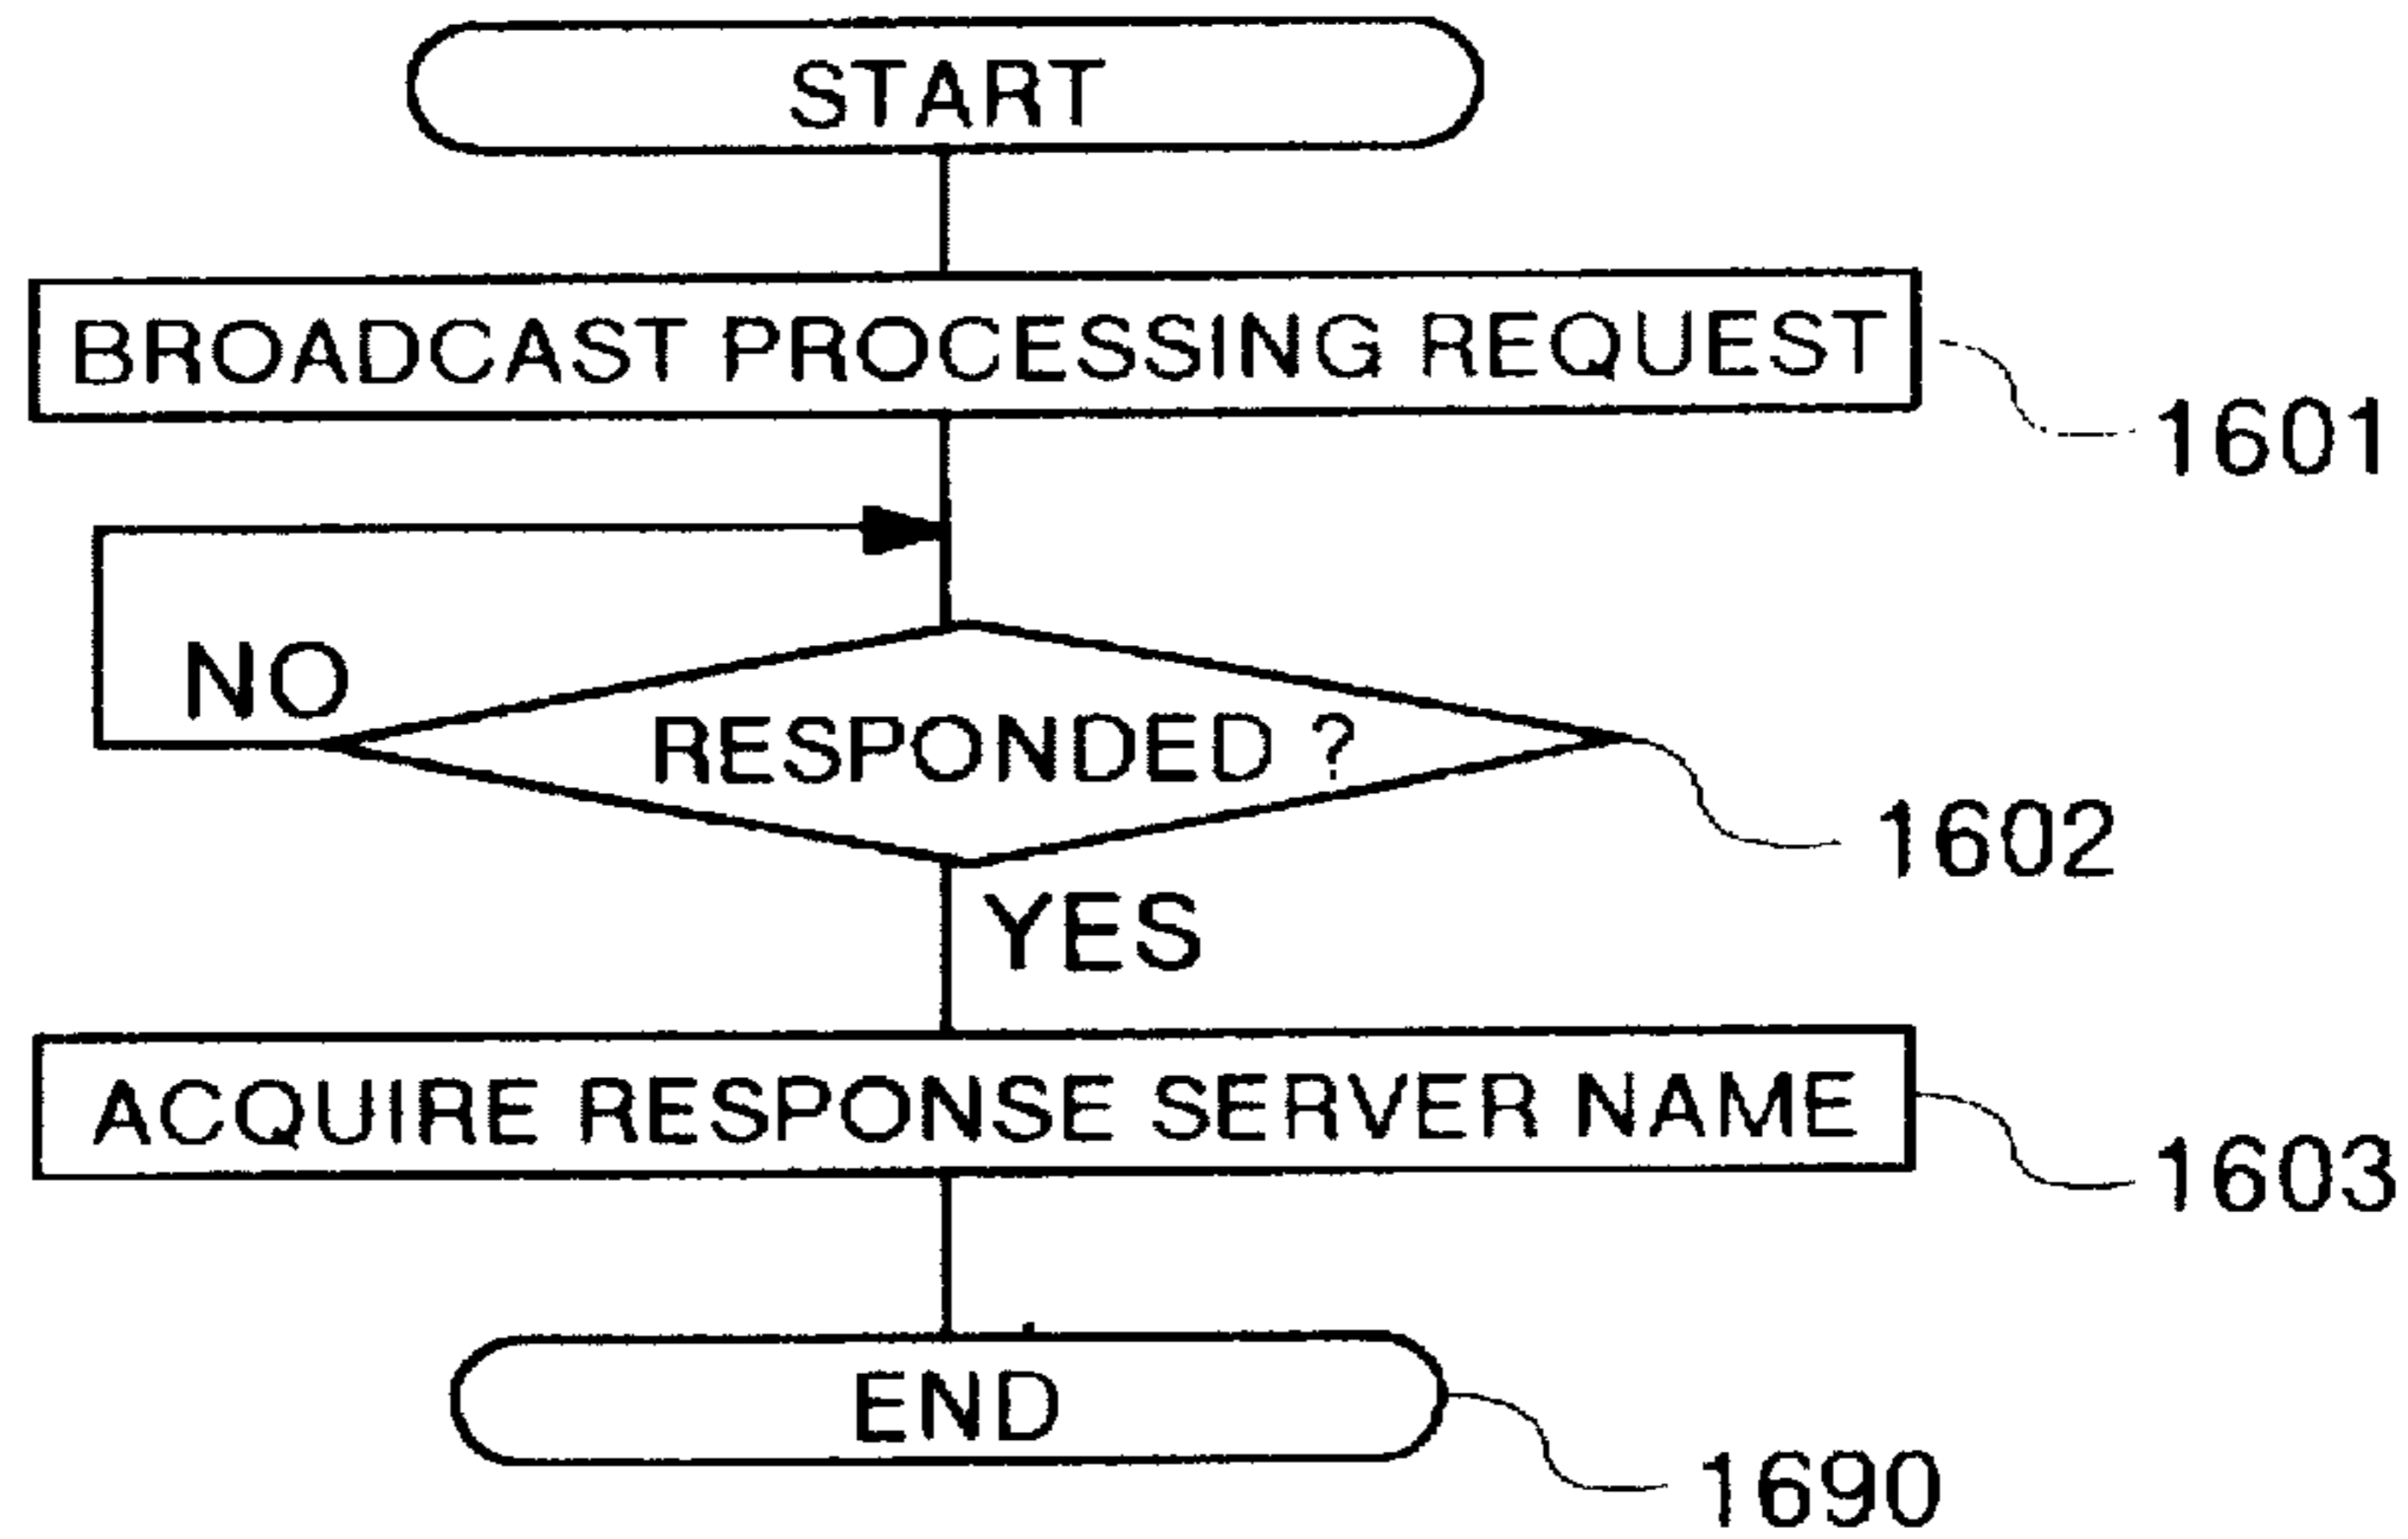 START
BROADCAST PROCESSING REQUEST
1601
NO
RESPONDED ?
1602
YES
ACQUIRE RESPONSE SERVER NAME
1603
END
1690